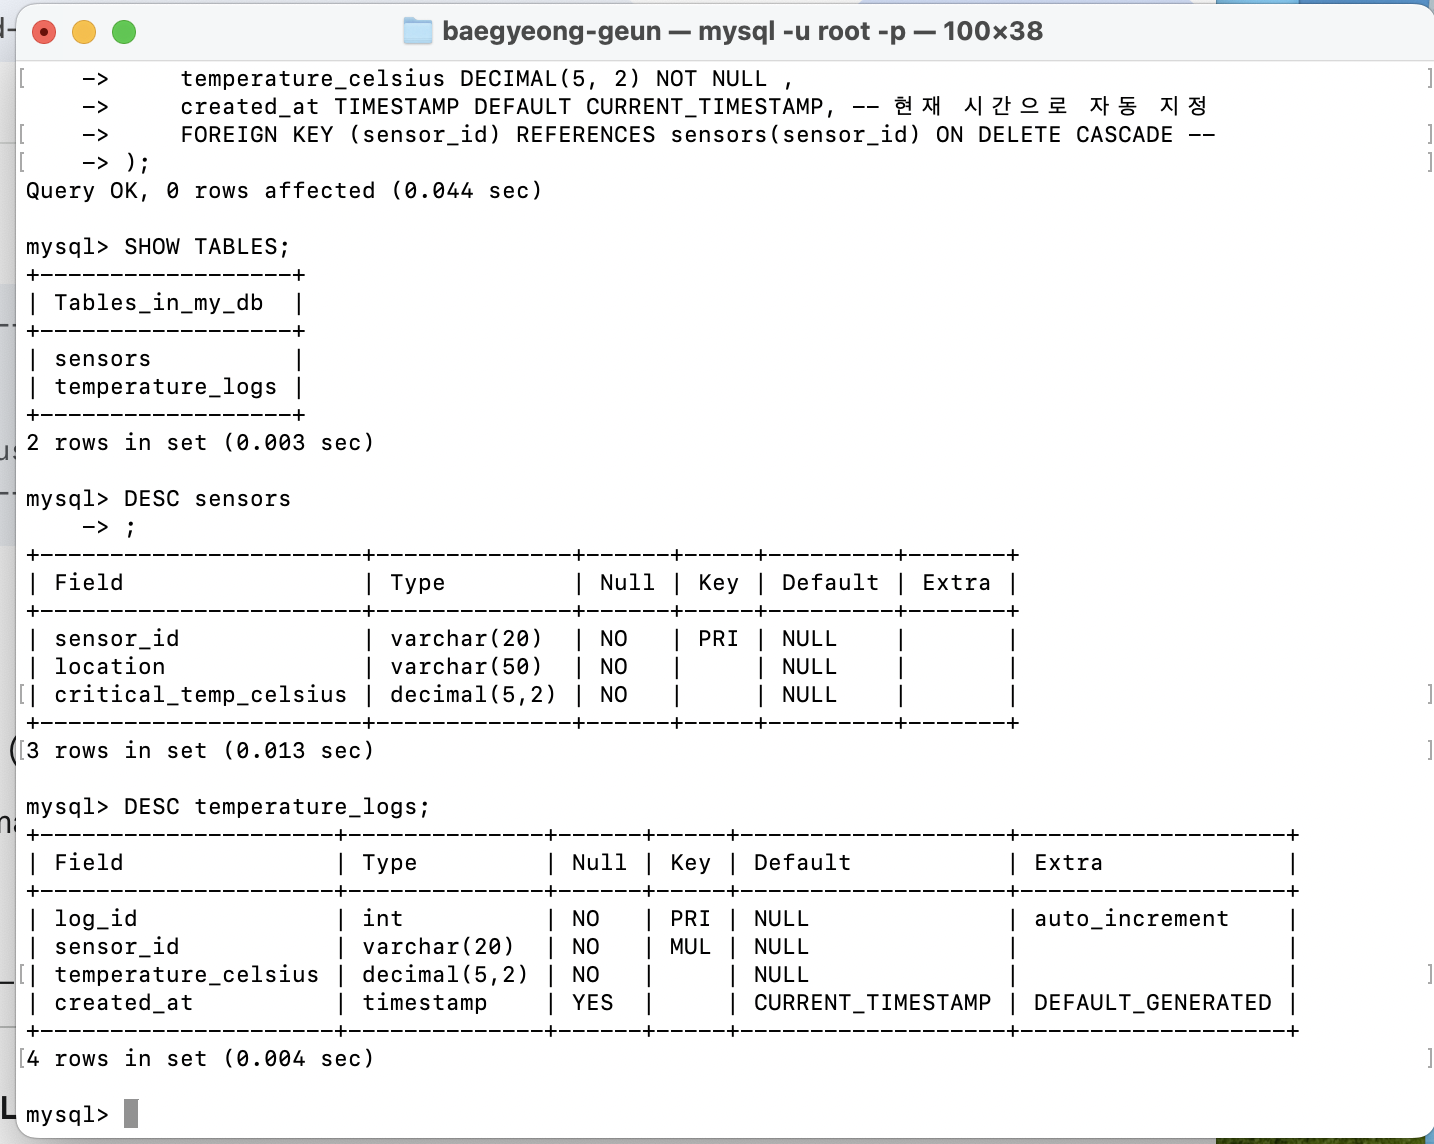 baegyeong-geun — mysql -u root -p — 100×38
    ->     temperature_celsius DECIMAL(5, 2) NOT NULL ,
    ->     created_at TIMESTAMP DEFAULT CURRENT_TIMESTAMP, -- 현재 시간으로 자동 지정
    ->     FOREIGN KEY (sensor_id) REFERENCES sensors(sensor_id) ON DELETE CASCADE --
    -> );
Query OK, 0 rows affected (0.044 sec)

mysql> SHOW TABLES;
+------------------+
| Tables_in_my_db  |
+------------------+
| sensors          |
| temperature_logs |
+------------------+
2 rows in set (0.003 sec)

mysql> DESC sensors
    -> ;
+-----------------------+--------------+------+-----+---------+-------+
| Field                 | Type         | Null | Key | Default | Extra |
+-----------------------+--------------+------+-----+---------+-------+
| sensor_id             | varchar(20)  | NO   | PRI | NULL    |       |
| location              | varchar(50)  | NO   |     | NULL    |       |
| critical_temp_celsius | decimal(5,2) | NO   |     | NULL    |       |
+-----------------------+--------------+------+-----+---------+-------+
3 rows in set (0.013 sec)

mysql> DESC temperature_logs;
+---------------------+--------------+------+-----+-------------------+-------------------+
| Field               | Type         | Null | Key | Default           | Extra             |
+---------------------+--------------+------+-----+-------------------+-------------------+
| log_id              | int          | NO   | PRI | NULL              | auto_increment    |
| sensor_id           | varchar(20)  | NO   | MUL | NULL              |                   |
| temperature_celsius | decimal(5,2) | NO   |     | NULL              |                   |
| created_at          | timestamp    | YES  |     | CURRENT_TIMESTAMP | DEFAULT_GENERATED |
+---------------------+--------------+------+-----+-------------------+-------------------+
4 rows in set (0.004 sec)

mysql>